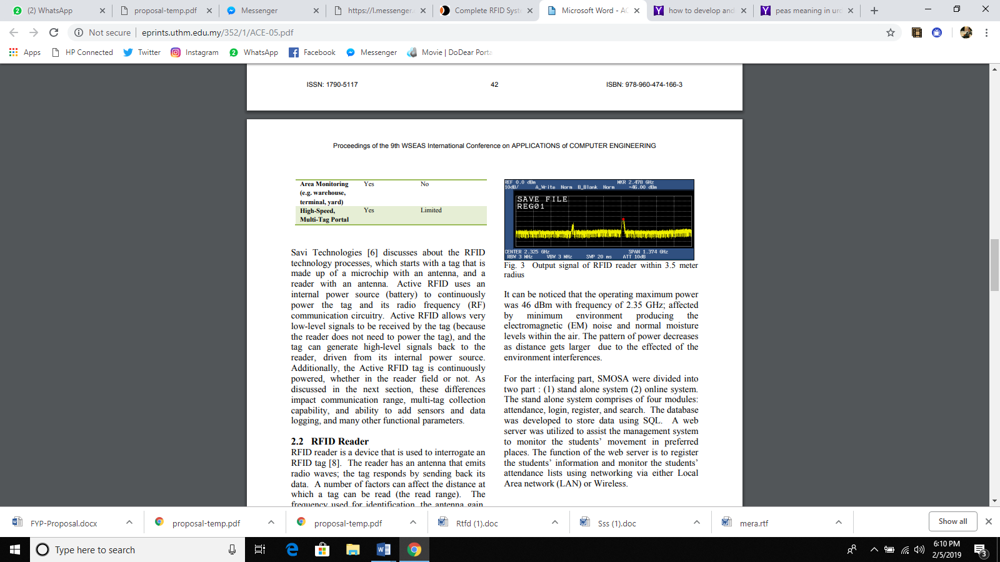 (2) WhatsApp
proposal-temp.pdf
Messenger
https://l.messenger.
Complete RFID Syst
Microsoft Word - AC
how to develop and
peas meaning in urd
Not secure
eprints.uthm.edu.my/352/1/ACE-05.pdf
Apps
HP Connected
Twitter
Instagram
WhatsApp
Facebook
Messenger
Movie | DoDear Porta
ISSN: 1790-5117
42
ISBN: 978-960-474-166-3
Proceedings of the 9th WSEAS International Conference on APPLICATIONS of COMPUTER ENGINEERING
Area Monitoring Yes No
(e.g. warehouse,
terminal, yard)
High-Speed, Yes Limited
Multi-Tag Portal
Savi Technologies [6] discusses about the RFID
technology processes, which starts with a tag that is
made up of a microchip with an antenna, and a
reader with an antenna. Active RFID uses an
internal power source (battery) to continuously
power the tag and its radio frequency (RF)
communication circuitry. Active RFID allows very
low-level signals to be received by the tag (because
the reader does not need to power the tag), and the
tag can generate high-level signals back to the
reader, driven from its internal power source.
Additionally, the Active RFID tag is continuously
powered, whether in the reader field or not. As
discussed in the next section, these differences
impact communication range, multi-tag collection
capability, and ability to add sensors and data
logging, and many other functional parameters.
2.2 RFID Reader
RFID reader is a device that is used to interrogate an
RFID tag [8]. The reader has an antenna that emits
radio waves; the tag responds by sending back its
data. A number of factors can affect the distance at
which a tag can be read (the read range). The
frequency used for identification, the antenna gain,
REF 0.0 dBm MKR 2.478 GHz
10dB/ A_Write Norm B_Blank Norm -46.00 dBm
SAVE FILE
REG01
CENTER 2.325 GHz SPAN 1.374 GHz
RBW 3 MHz VBW 3 MHz SWP 20 ms ATT 10dB
Fig. 3 Output signal of RFID reader within 3.5 meter
radius
It can be noticed that the operating maximum power
was 46 dBm with frequency of 2.35 GHz; affected
by minimum environment producing the
electromagnetic (EM) noise and normal moisture
levels within the air. The pattern of power decreases
as distance gets larger due to the effected of the
environment interferences.
For the interfacing part, SMOSA were divided into
two part : (1) stand alone system (2) online system.
The stand alone system comprises of four modules:
attendance, login, register, and search. The database
was developed to store data using SQL. A web
server was utilized to assist the management system
to monitor the students' movement in preferred
places. The function of the web server is to register
the students' information and monitor the students'
attendance lists using networking via either Local
Area network (LAN) or Wireless.
FYP-Proposal.docx
proposal-temp.pdf
proposal-temp.pdf
Rtfd (1).doc
Sss (1).doc
mera.rtf
Show all
Type here to search
6:10 PM
2/5/2019
3